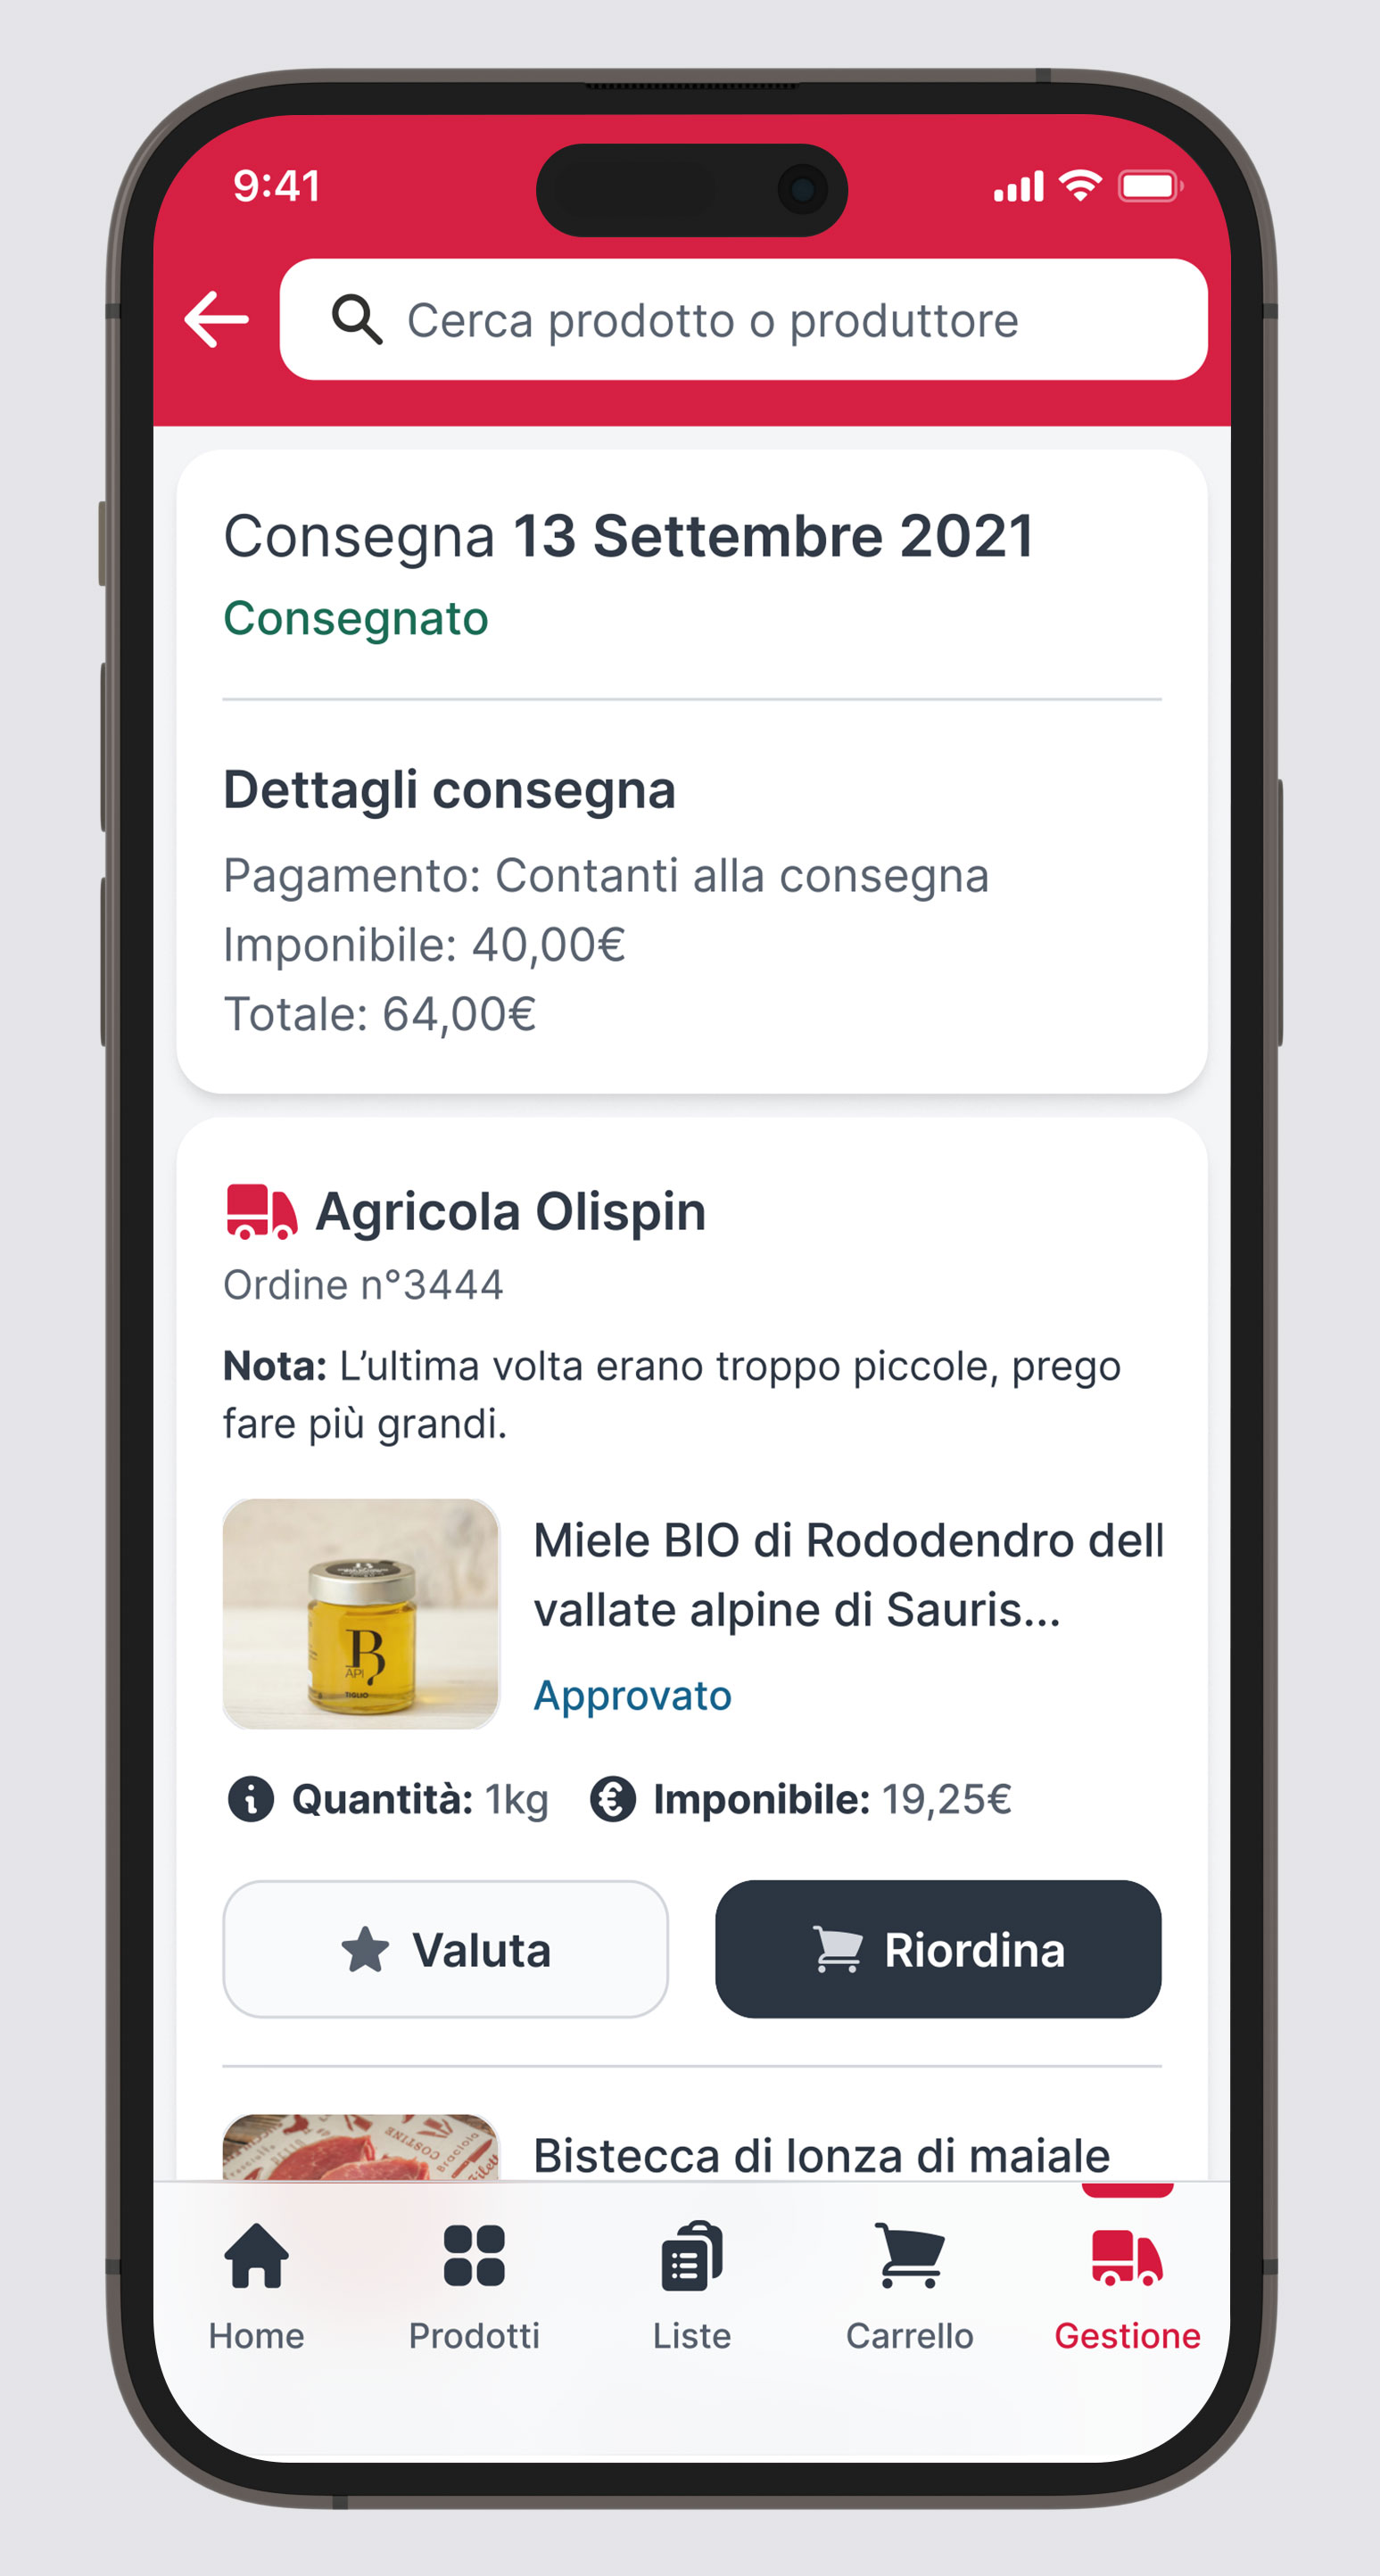 9:41
Cerca prodotto o produttore
Consegna 13 Settembre 2021
Consegnato
Dettagli consegna
Pagamento: Contanti alla consegna
Imponibile: 40,00€
Totale: 64,00€
Agricola Olispin
Ordine n°3444
Nota: L’ultima volta erano troppo piccole, prego
fare più grandi.
Miele BIO di Rododendro dell
vallate alpine di Sauris...
B
API
TIGLIO
Approvato
Quantità: 1kg
Imponibile: 19,25€
Valuta
Riordina
COSTINE
Braciola
Bistecca di lonza di maiale
Home
Prodotti
Liste
Carrello
Gestione